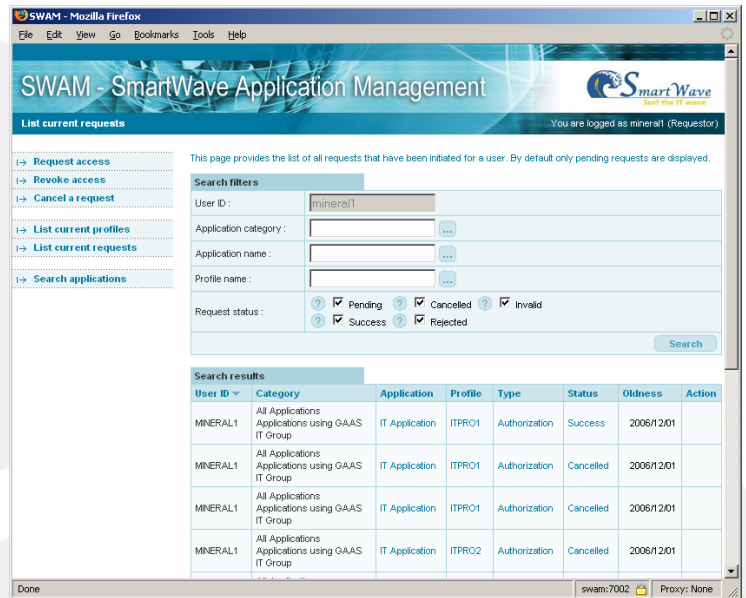 SWAM - Mozilla Firefox
File Edit View Go Bookmarks Tools Help
SWAM - SmartWave Application Management
SmartWave
Surf the IT wave
List current requests
You are logged as mineral1 (Requestor)
Request access
Revoke access
Cancel a request
List current profiles
List current requests
Search applications
This page provides the list of all requests that have been initiated for a user. By default only pending requests are displayed.
Search filters
User ID : mineral1
Application category : ...
Application name : ...
Profile name : ...
Request status :
? Pending ? Cancelled ? Invalid
? Success ? Rejected
Search
Search results
User ID Category Application Profile Type Status Oldness Action
All Applications
MINERAL1 Applications using GAAS IT Application ITPRO1 Authorization Success 2006/12/01
IT Group
All Applications
MINERAL1 Applications using GAAS IT Application ITPRO1 Authorization Cancelled 2006/12/01
IT Group
All Applications
MINERAL1 Applications using GAAS IT Application ITPRO1 Authorization Cancelled 2006/12/01
IT Group
All Applications
MINERAL1 Applications using GAAS IT Application ITPRO2 Authorization Cancelled 2006/12/01
IT Group
Done swam:7002 Proxy: None